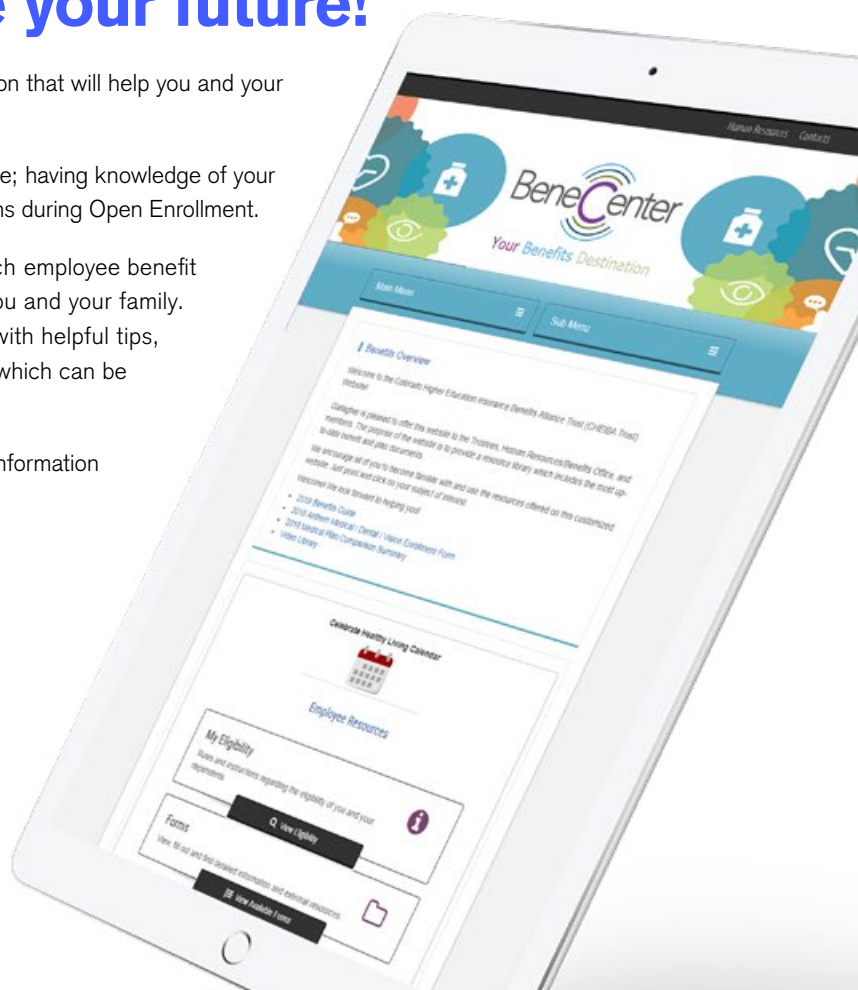 e your future!
on that will help you and your
e; having knowledge of your
ns during Open Enrollment.
ch employee benefit
ou and your family.
with helpful tips,
which can be
nformation
Human Resources Contacts
BeneCenter
Your Benefits Destination
Main Menu
Sub Menu
Benefits Overview
Welcome to the Colorado Higher Education Insurance Benefits Alliance Trust (CHEIBA Trust)
Website!
Gallagher is pleased to offer this website to the Trustees, Human Resources/Benefits Office, and
members. The purpose of the website is to provide a resource library which includes the most up-
to-date benefit and plan documents.
We encourage all of you to become familiar with and use the resources offered on this customized
website. Just point and click on your subject of interest.
Welcome! We look forward to helping you!
• 2019 Benefits Guide
• 2019 Anthem Medical / Dental / Vision Enrollment Form
• 2019 Medical Plan Comparison Summary
• Video Library
Celebrate Healthy Living Calendar
Employee Resources
My Eligibility
Rules and instructions regarding the eligibility of you and your
dependents.
View Eligibility
Forms
View, fill out and find detailed information and external resources.
View Available Forms